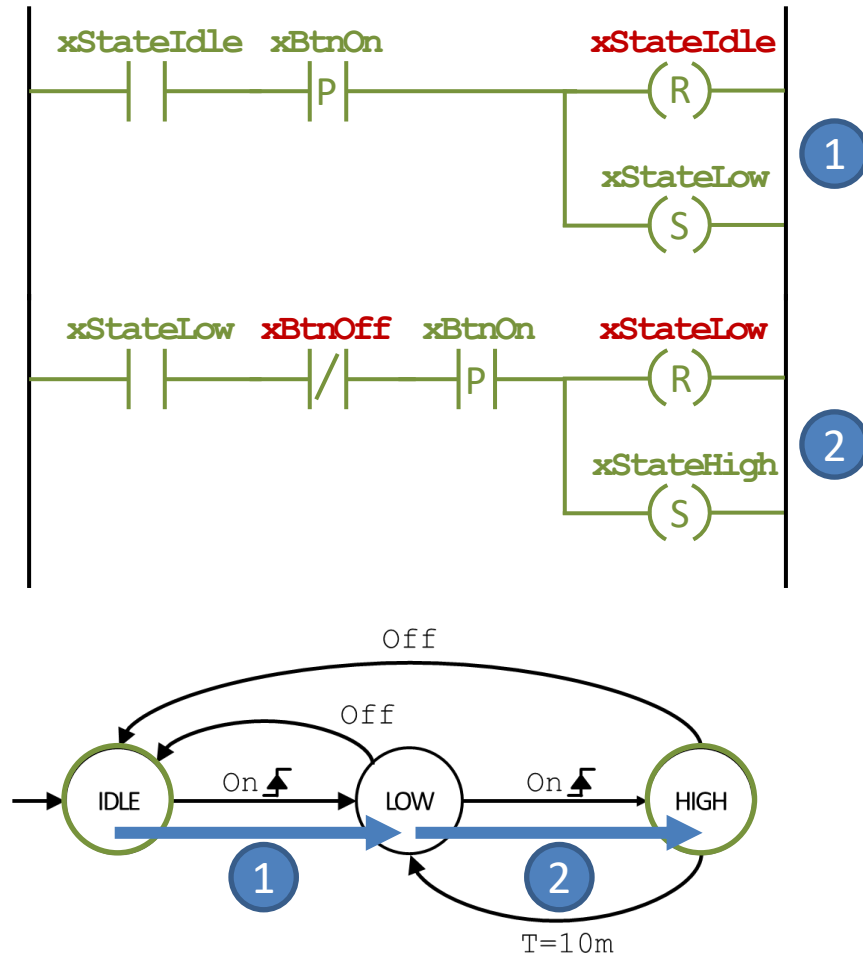 xStateIdle xBtnOn xStateIdle
P R
1
xStateLow
S
xStateLow xBtnOff xBtnOn xStateLow
P R
2
xStateHigh
S
Off
Off
On On
IDLE LOW HIGH
1 2
T=10m